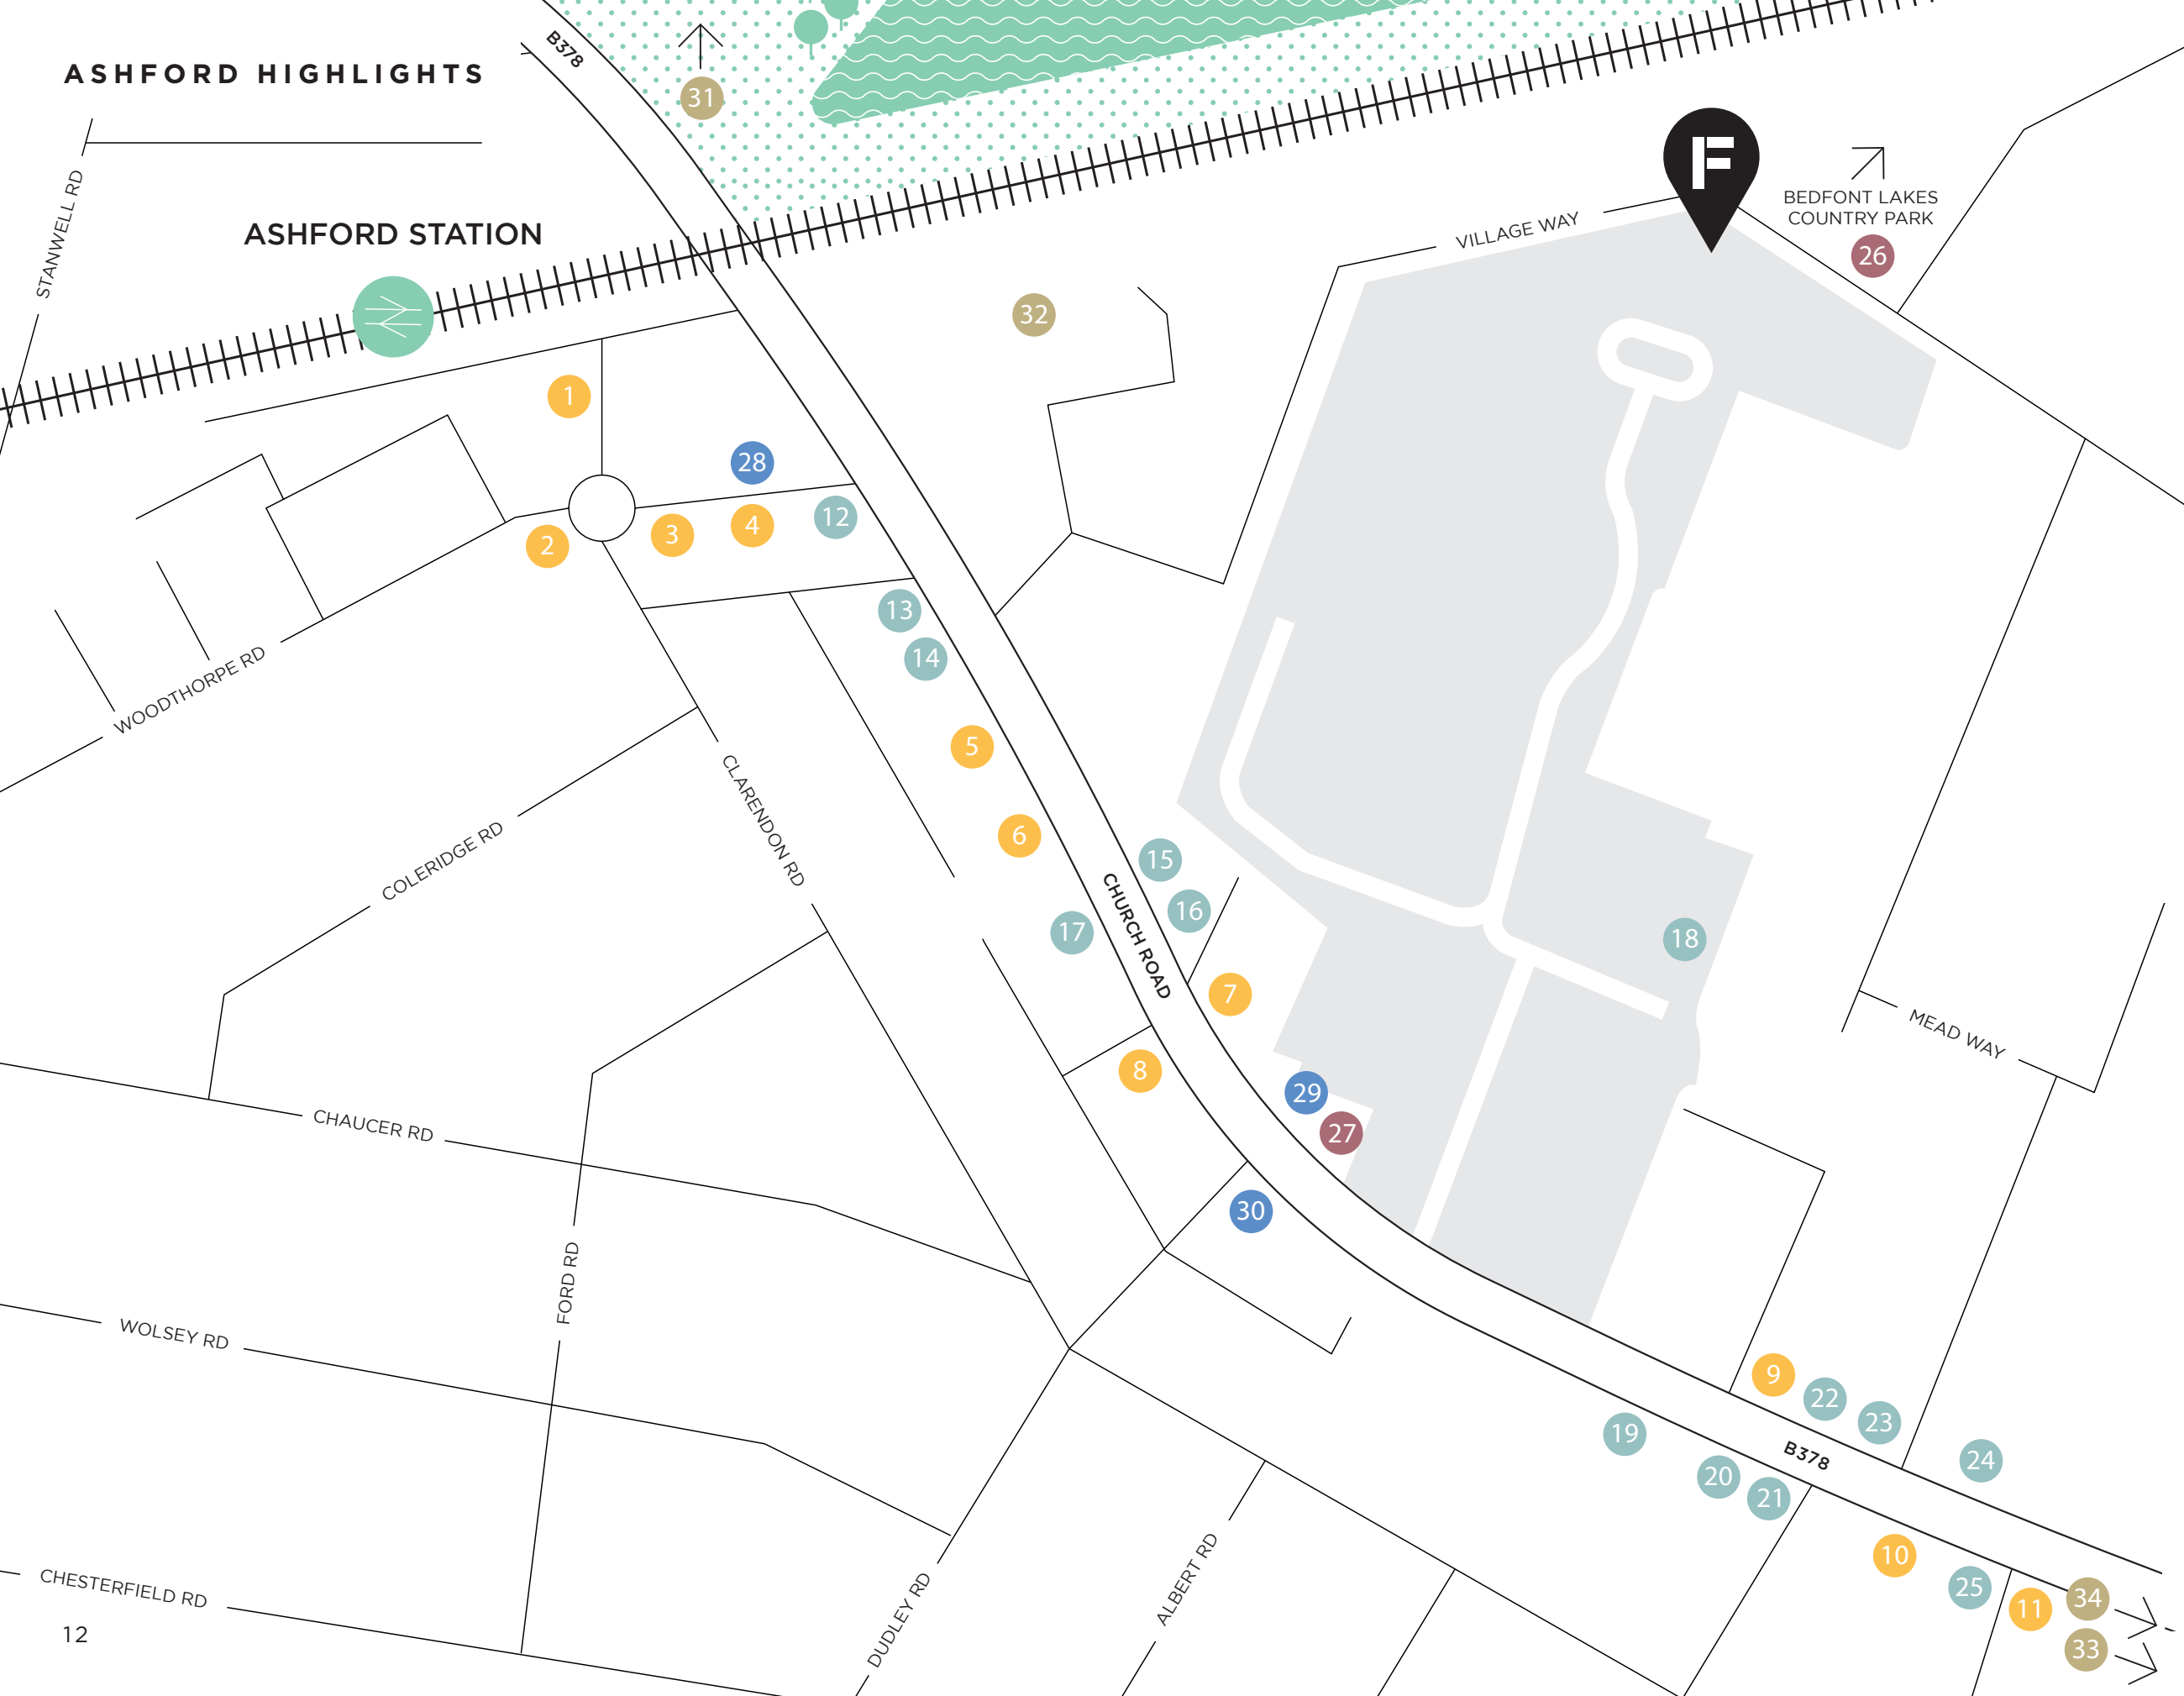 B378
ASHFORD HIGHLIGHTS
31
STANWELL RD
ASHFORD STATION
F
VILLAGE WAY
BEDFONT LAKES
COUNTRY PARK
26
32
1
28
12
4
3
2
13
14
WOODTHORPE RD
5
CLARENDON RD
6
COLERIDGE RD
15
16
17
CHURCH ROAD
18
7
MEAD WAY
8
29
27
CHAUCER RD
30
FORD RD
WOLSEY RD
9
22
23
19
B378
24
20
21
10
CHESTERFIELD RD
25
34
11
33
ALBERT RD
DUDLEY RD
12